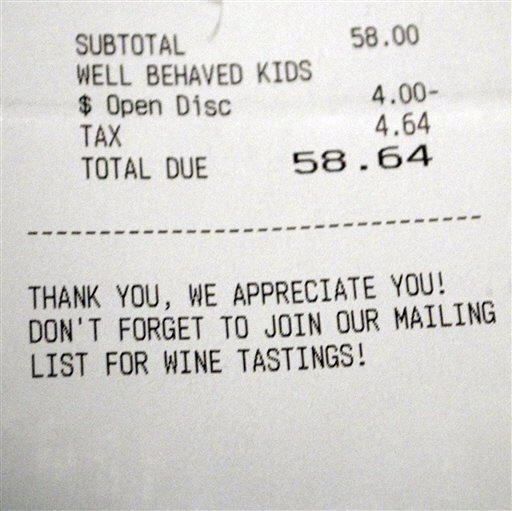 SUBTOTAL 58.00
WELL BEHAVED KIDS
$ Open Disc 4.00-
TAX 4.64
TOTAL DUE 58.64
--------------------------------
THANK YOU, WE APPRECIATE YOU!
DON'T FORGET TO JOIN OUR MAILING
LIST FOR WINE TASTINGS!